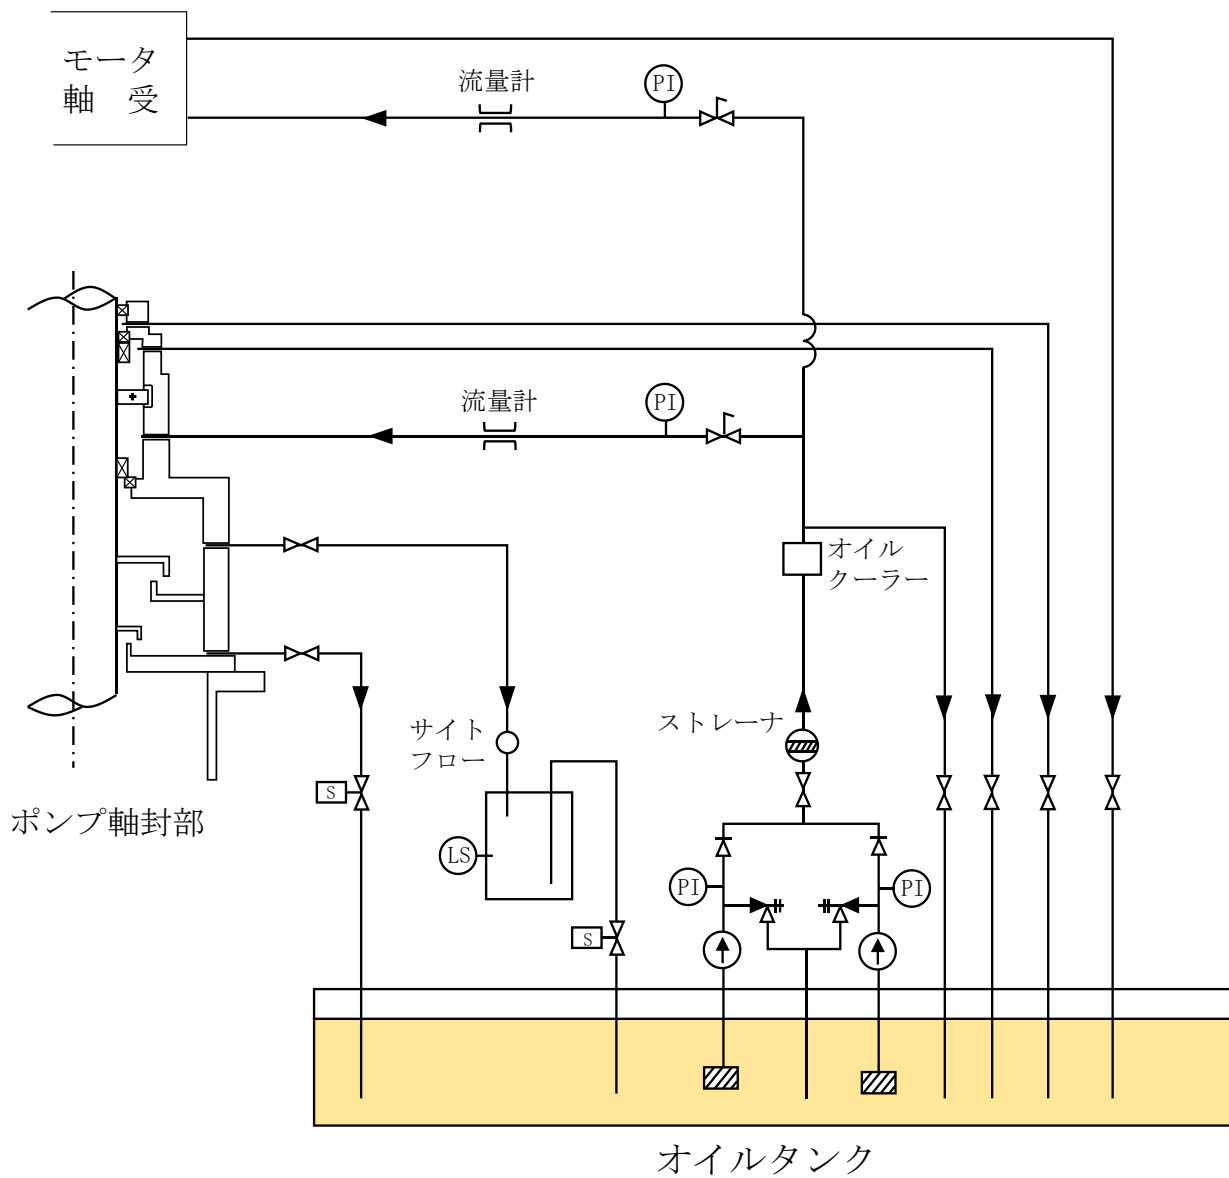 モータ
軸 受
流量計
PI
流量計
PI
オイル
クーラー
ストレーナ
サイト
フロー
S
ポンプ軸封部
LS
PI
PI
S
オイルタンク